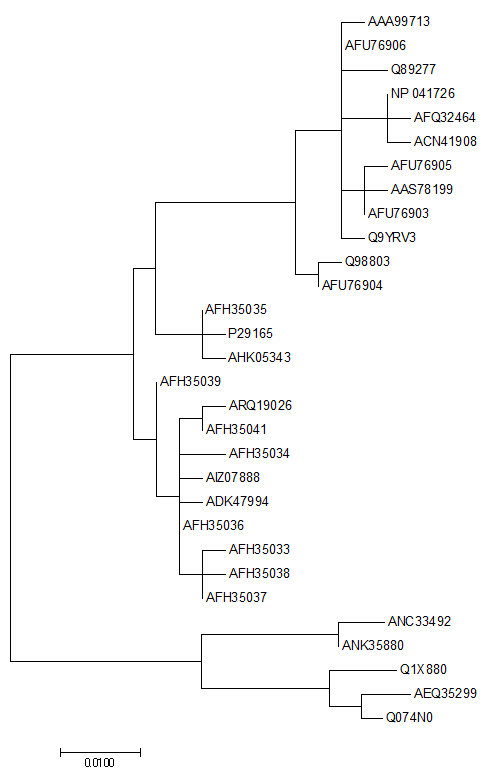 AAA99713
AFU76906
Q89277
NP 041726
AFQ32464
ACN41908
AFU76905
AAS78199
AFU76903
Q9YRV3
Q98803
AFU76904
AFH35035
P29165
AHK05343
AFH35039
ARQ19026
AFH35041
AFH35034
AIZ07888
ADK47994
AFH35036
AFH35033
AFH35038
AFH35037
ANC33492
ANK35880
Q1X880
AEQ35299
Q074N0
0.0100